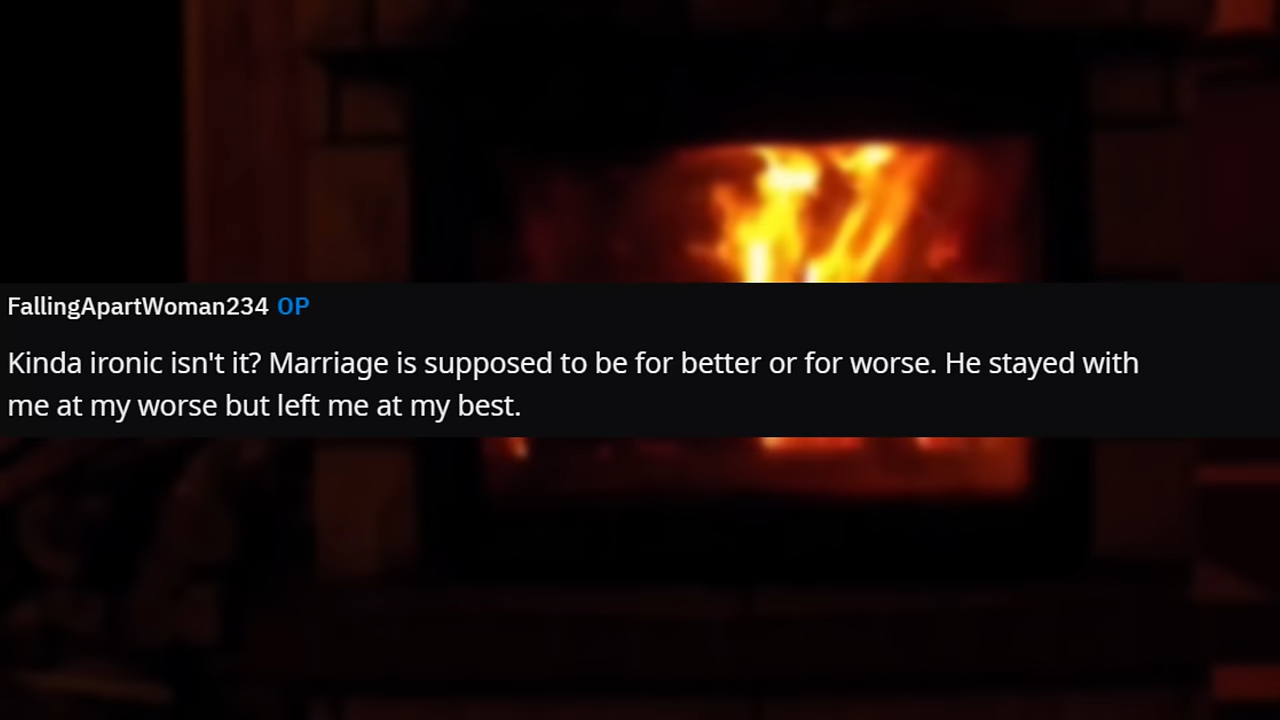 FallingApartWoman234 OP
Kinda ironic isn't it? Marriage is supposed to be for better or for worse. He stayed with
me at my worse but left me at my best.